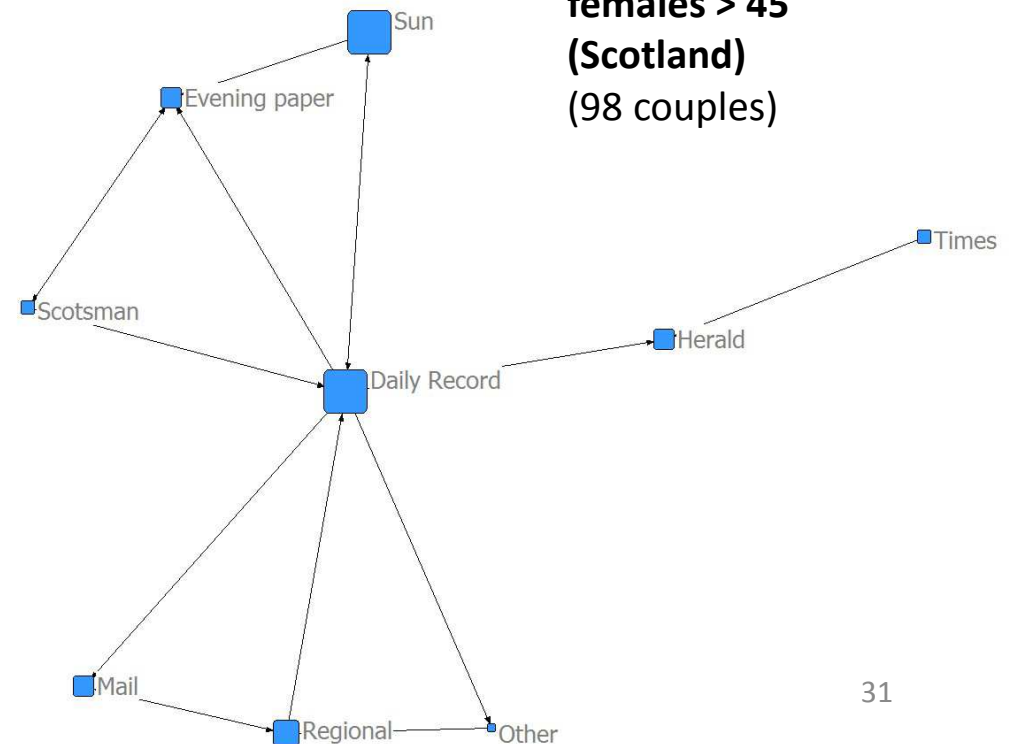 females > 45
(Scotland)
(98 couples)
Sun
Evening paper
Times
Scotsman
Herald
Daily Record
Mail
Regional
Other
31